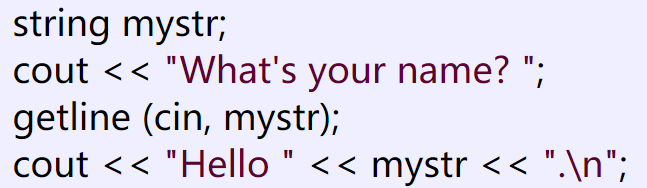 string mystr;
cout << "What's your name? ";
getline (cin, mystr);
cout << "Hello " << mystr << ".\n";